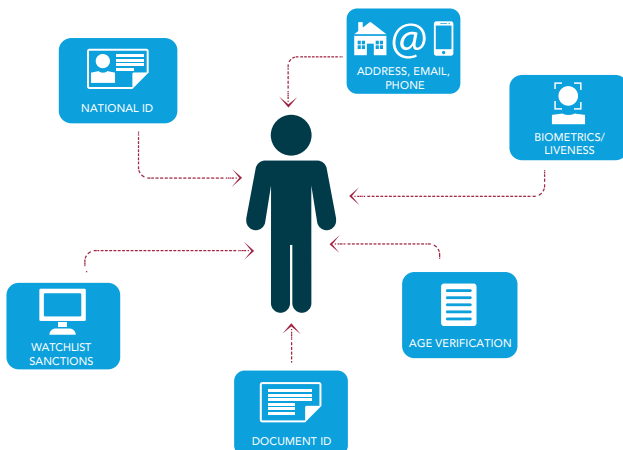 @
ADDRESS, EMAIL,
PHONE
NATIONAL ID
BIOMETRICS/
LIVENESS
WATCHLIST
SANCTIONS
AGE VERIFICATION
DOCUMENT ID